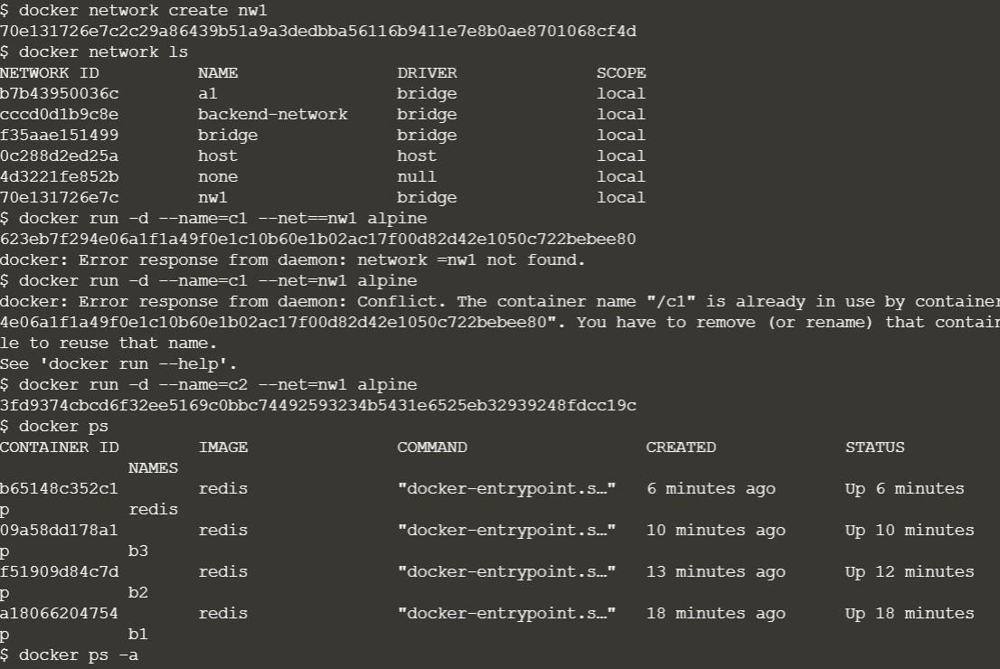 $ docker network create nw1
70e131726e7c2c29a86439b51a9a3dedbba56116b9411e7e8b0ae8701068cf4d
$ docker network ls
NETWORK ID          NAME                DRIVER              SCOPE
b7b43950036c        a1                  bridge              local
cccd0d1b9c8e        backend-network     bridge              local
f35aae151499        bridge              bridge              local
0c288d2ed25a        host                host                local
4d3221fe852b        none                null                local
70e131726e7c        nw1                 bridge              local
$ docker run -d --name=c1 --net==nw1 alpine
623eb7f294e06a1f1a49f0e1c10b60e1b02ac17f00d82d42e1050c722bebee80
docker: Error response from daemon: network =nw1 not found.
$ docker run -d --name=c1 --net=nw1 alpine
docker: Error response from daemon: Conflict. The container name "/c1" is already in use by container
4e06a1f1a49f0e1c10b60e1b02ac17f00d82d42e1050c722bebee80". You have to remove (or rename) that contain
le to reuse that name.
See 'docker run --help'.
$ docker run -d --name=c2 --net=nw1 alpine
3fd9374cbcd6f32ee5169c0bbc74492593234b5431e6525eb32939248fdcc19c
$ docker ps
CONTAINER ID        IMAGE               COMMAND                  CREATED             STATUS
             NAMES
b65148c352c1        redis               "docker-entrypoint.s…"   6 minutes ago       Up 6 minutes
p            redis
09a58dd178a1        redis               "docker-entrypoint.s…"   10 minutes ago      Up 10 minutes
p            b3
f51909d84c7d        redis               "docker-entrypoint.s…"   13 minutes ago      Up 12 minutes
p            b2
a18066204754        redis               "docker-entrypoint.s…"   18 minutes ago      Up 18 minutes
p            b1
$ docker ps -a